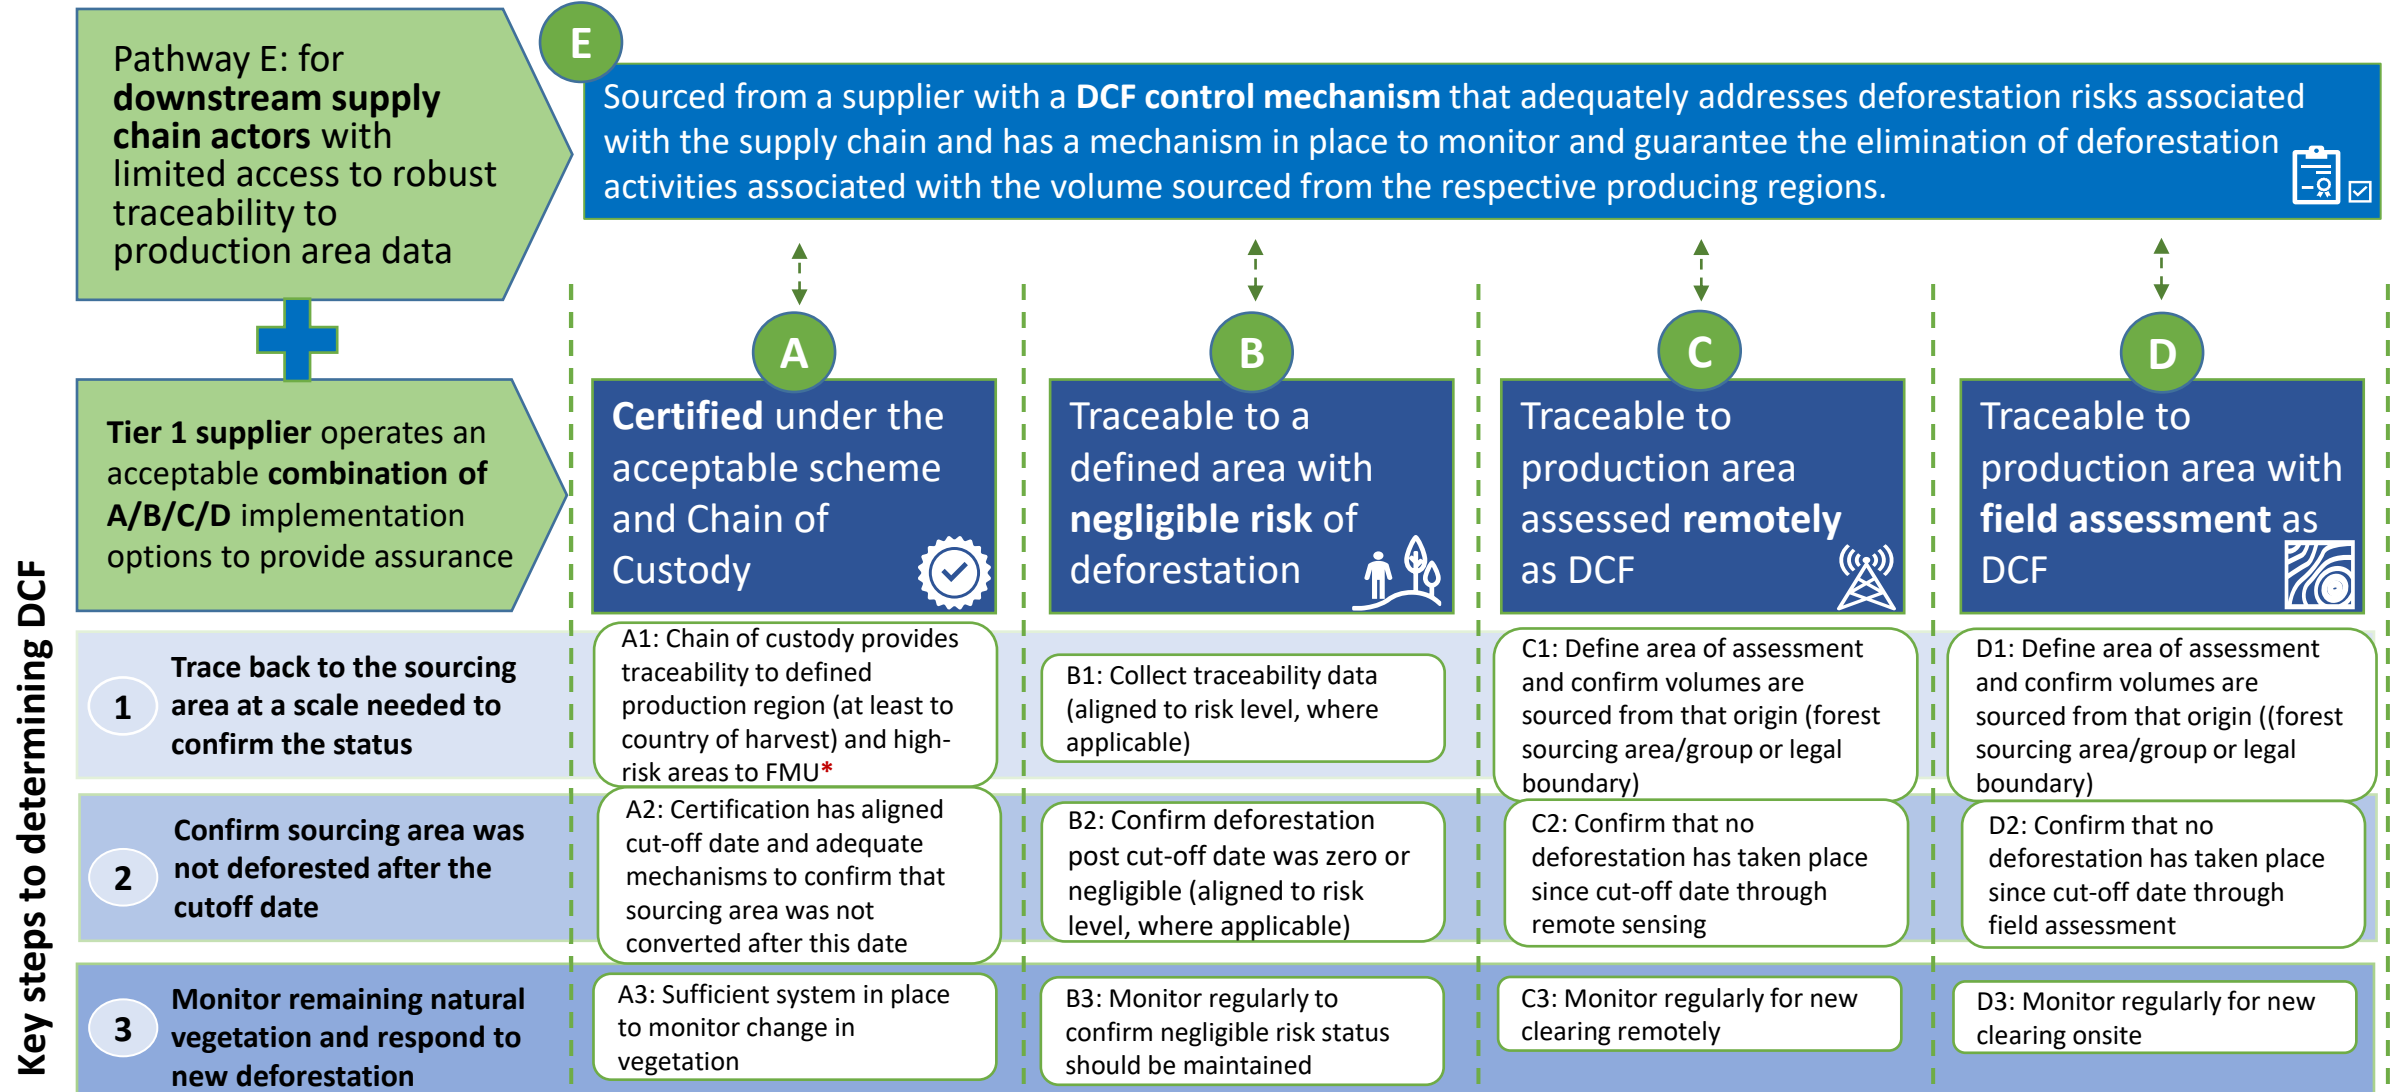 Pathway E: for
downstream supply
chain actors with
limited access to robust
traceability to
production area data
E
Sourced from a supplier with a DCF control mechanism that adequately addresses deforestation risks associated
with the supply chain and has a mechanism in place to monitor and guarantee the elimination of deforestation
activities associated with the volume sourced from the respective producing regions.
Tier 1 supplier operates an
acceptable combination of
A/B/C/D implementation
options to provide assurance
A
Certified under the
acceptable scheme
and Chain of
Custody
B
Traceable to a
defined area with
negligible risk of
deforestation
C
Traceable to
production area
assessed remotely
as DCF
D
Traceable to
production area with
field assessment as
DCF
Key steps to determining DCF
1
Trace back to the sourcing
area at a scale needed to
confirm the status
A1: Chain of custody provides
traceability to defined
production region (at least to
country of harvest) and high-
risk areas to FMU*
B1: Collect traceability data
(aligned to risk level, where
applicable)
C1: Define area of assessment
and confirm volumes are
sourced from that origin (forest
sourcing area/group or legal
boundary)
D1: Define area of assessment
and confirm volumes are
sourced from that origin ((forest
sourcing area/group or legal
boundary)
2
Confirm sourcing area was
not deforested after the
cutoff date
A2: Certification has aligned
cut-off date and adequate
mechanisms to confirm that
sourcing area was not
converted after this date
B2: Confirm deforestation
post cut-off date was zero or
negligible (aligned to risk
level, where applicable)
C2: Confirm that no
deforestation has taken place
since cut-off date through
remote sensing
D2: Confirm that no
deforestation has taken place
since cut-off date through
field assessment
3
Monitor remaining natural
vegetation and respond to
new deforestation
A3: Sufficient system in place
to monitor change in
vegetation
B3: Monitor regularly to
confirm negligible risk status
should be maintained
C3: Monitor regularly for new
clearing remotely
D3: Monitor regularly for new
clearing onsite